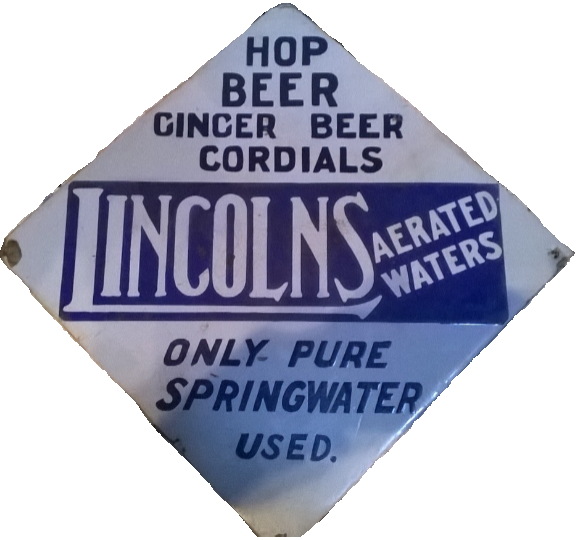 HOP
BEER
GINGER BEER
CORDIALS
LINCOLNS
AERATED
WATERS
ONLY PURE
SPRINGWATER
USED.